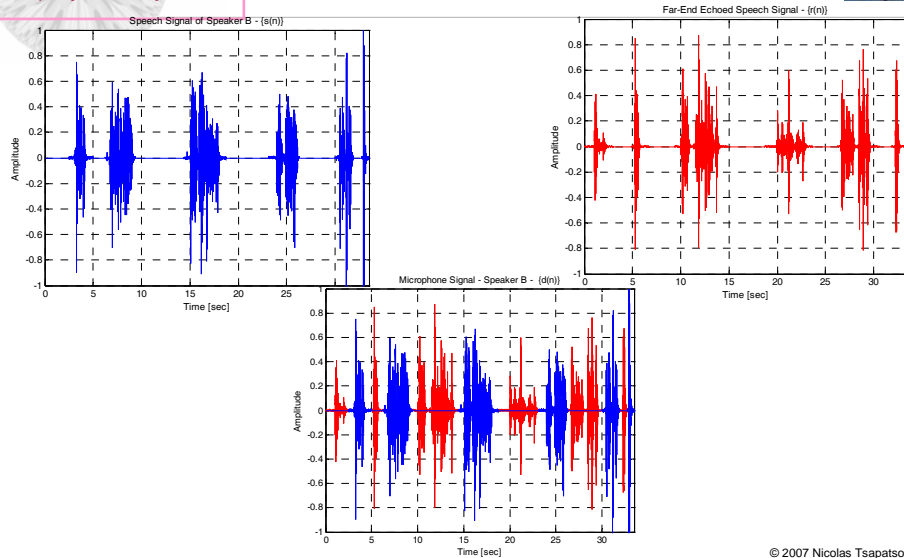 Speech Signal of Speaker B - {s(n)}
1
0.8
0.6
0.4
0.2
0
-0.2
-0.4
-0.6
-0.8
-1
Amplitude
0 5 10 15 20 25
Time [sec]
Far-End Echoed Speech Signal - {r(n)}
1
0.8
0.6
0.4
0.2
0
-0.2
-0.4
-0.6
-0.8
-1
Amplitude
0 5 10 15 20 25 30
Time [sec]
Microphone Signal - Speaker B - {d(n)}
1
0.8
0.6
0.4
0.2
0
-0.2
-0.4
-0.6
-0.8
-1
Amplitude
0 5 10 15 20 25 30
Time [sec]
© 2007 Nicolas Tsapatso